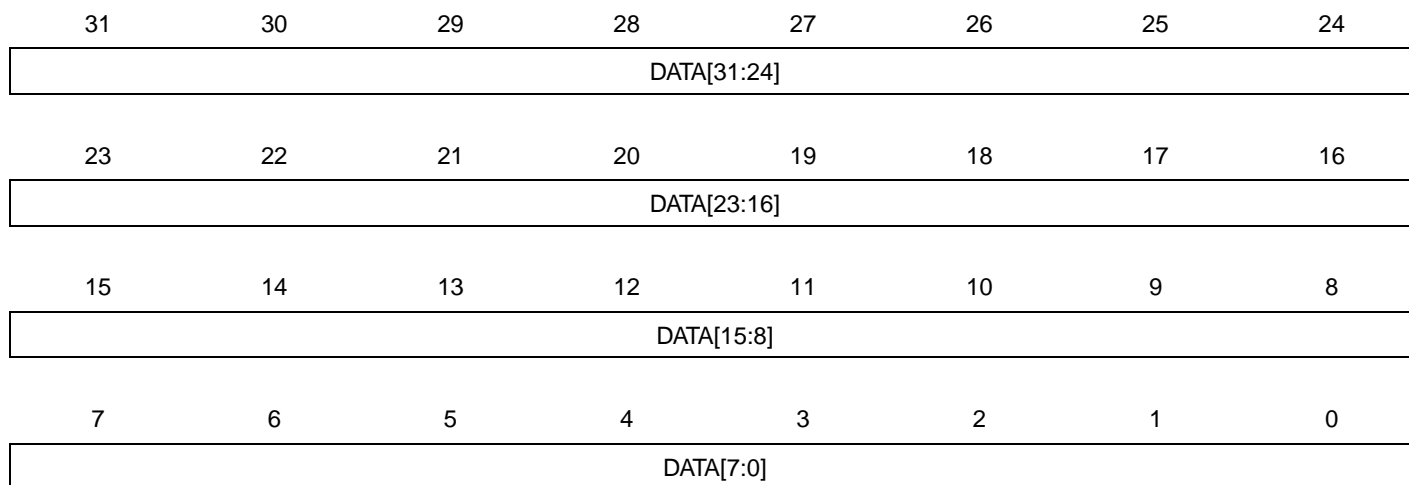 31 30 29 28 27 26 25 24
DATA[31:24]
23 22 21 20 19 18 17 16
DATA[23:16]
15 14 13 12 11 10 9 8
DATA[15:8]
7 6 5 4 3 2 1 0
DATA[7:0]